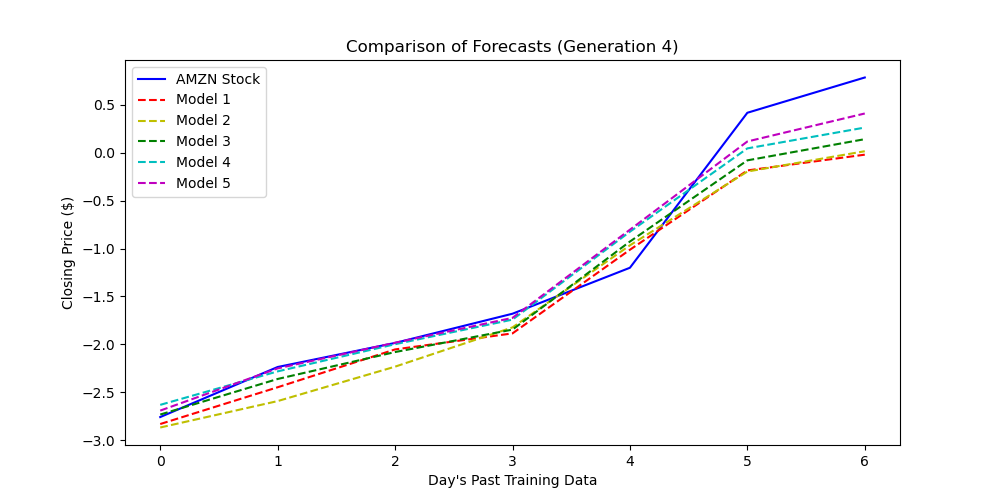 Comparison of Forecasts (Generation 4)
AMZN Stock
Model 1
Model 2
Model 3
Model 4
Model 5
Closing Price ($)
0.5
0.0
−0.5
−1.0
−1.5
−2.0
−2.5
−3.0
0 1 2 3 4 5 6
Day's Past Training Data